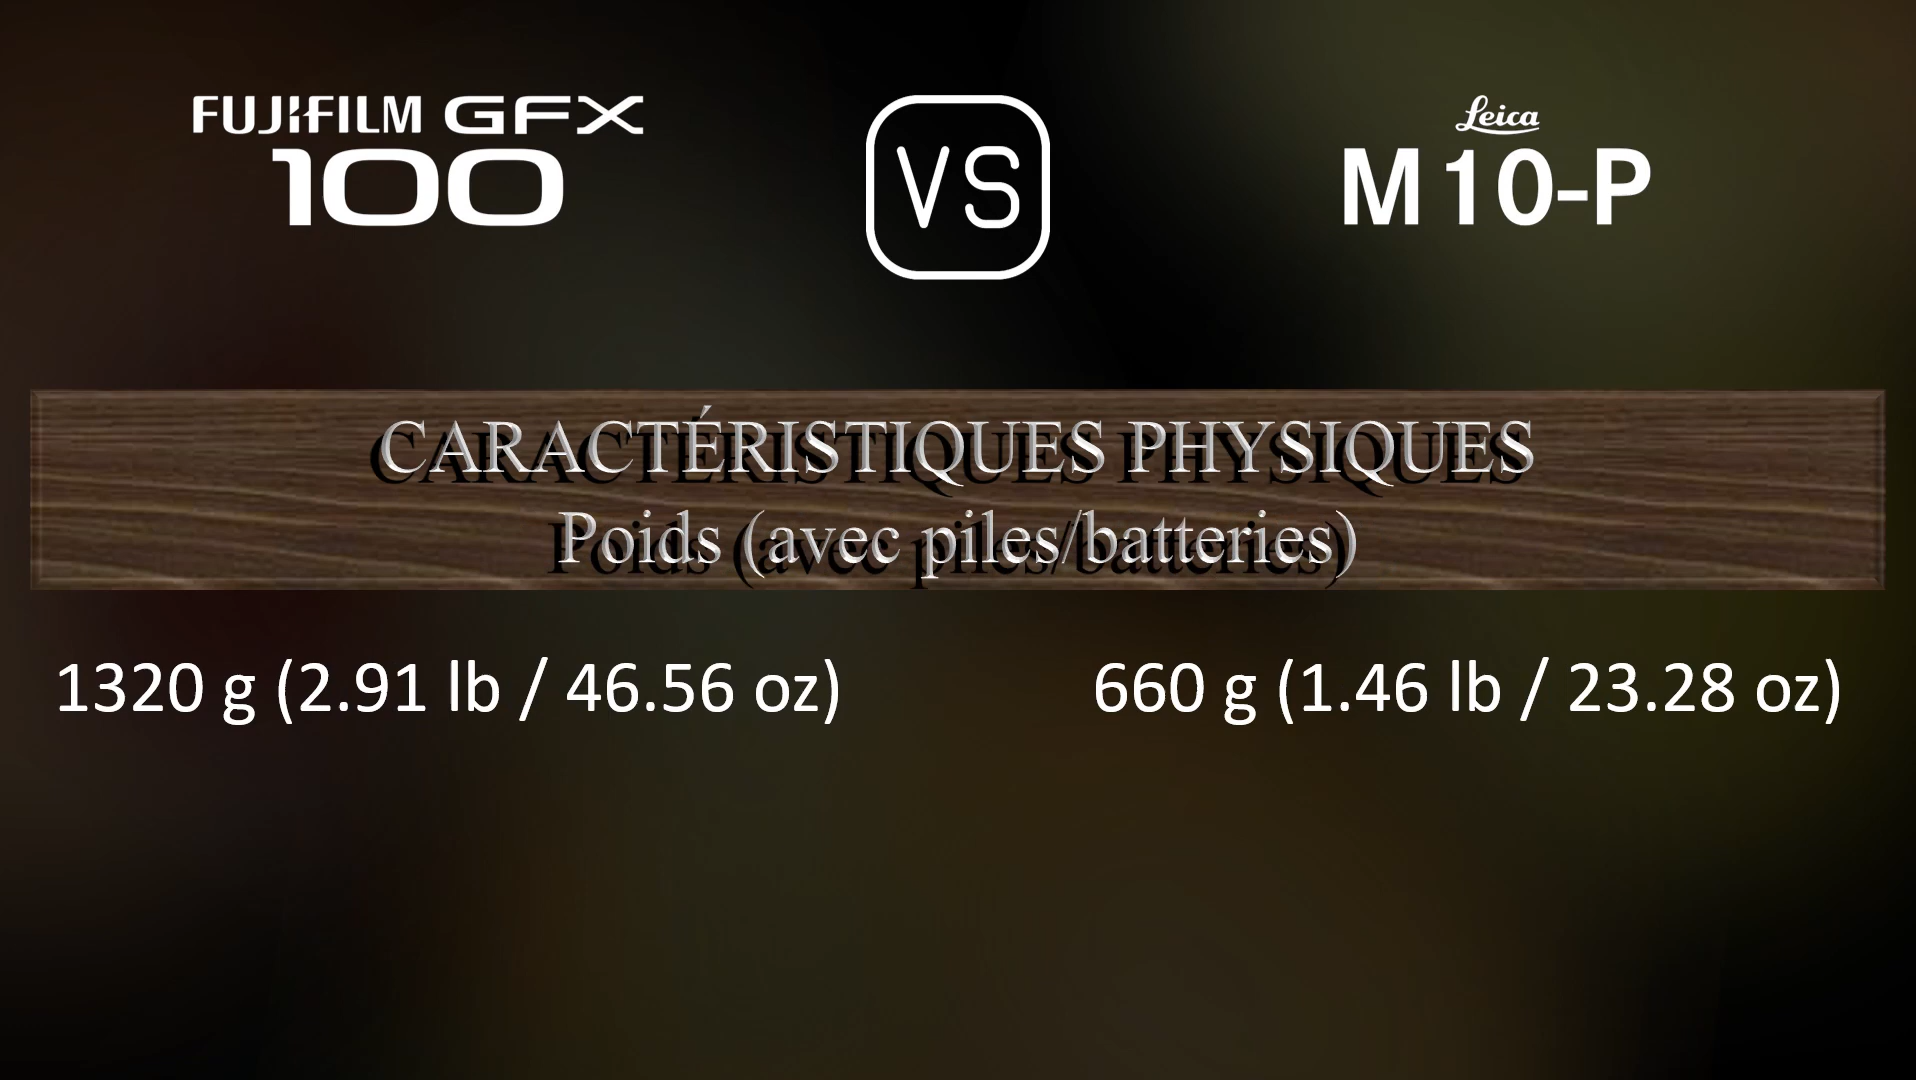 FUJIFILM GFX
100
VS
Leica
M10-P
CARACTÉRISTIQUES PHYSIQUES
Poids (avec piles/batteries)
1320 g (2.91 lb / 46.56 oz)
660 g (1.46 lb / 23.28 oz)